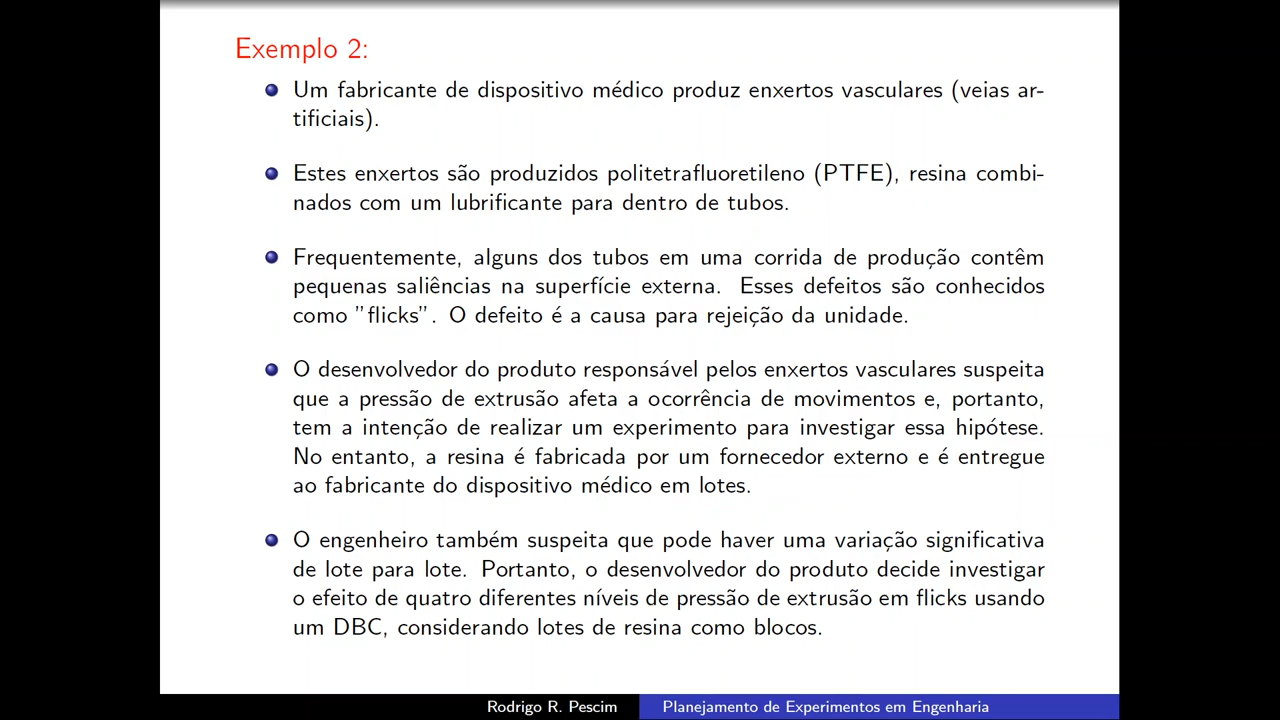 Exemplo 2:
Um fabricante de dispositivo médico produz enxertos vasculares (veias ar-
tificiais).
Estes enxertos são produzidos politetrafluoretileno (PTFE), resina combi-
nados com um lubrificante para dentro de tubos.
Frequentemente, alguns dos tubos em uma corrida de produção contêm
pequenas saliências na superfície externa. Esses defeitos são conhecidos
como "flicks". O defeito é a causa para rejeição da unidade.
O desenvolvedor do produto responsável pelos enxertos vasculares suspeita
que a pressão de extrusão afeta a ocorrência de movimentos e, portanto,
tem a intenção de realizar um experimento para investigar essa hipótese.
No entanto, a resina é fabricada por um fornecedor externo e é entregue
ao fabricante do dispositivo médico em lotes.
O engenheiro também suspeita que pode haver uma variação significativa
de lote para lote. Portanto, o desenvolvedor do produto decide investigar
o efeito de quatro diferentes níveis de pressão de extrusão em flicks usando
um DBC, considerando lotes de resina como blocos.
Rodrigo R. Pescim
Planejamento de Experimentos em Engenharia